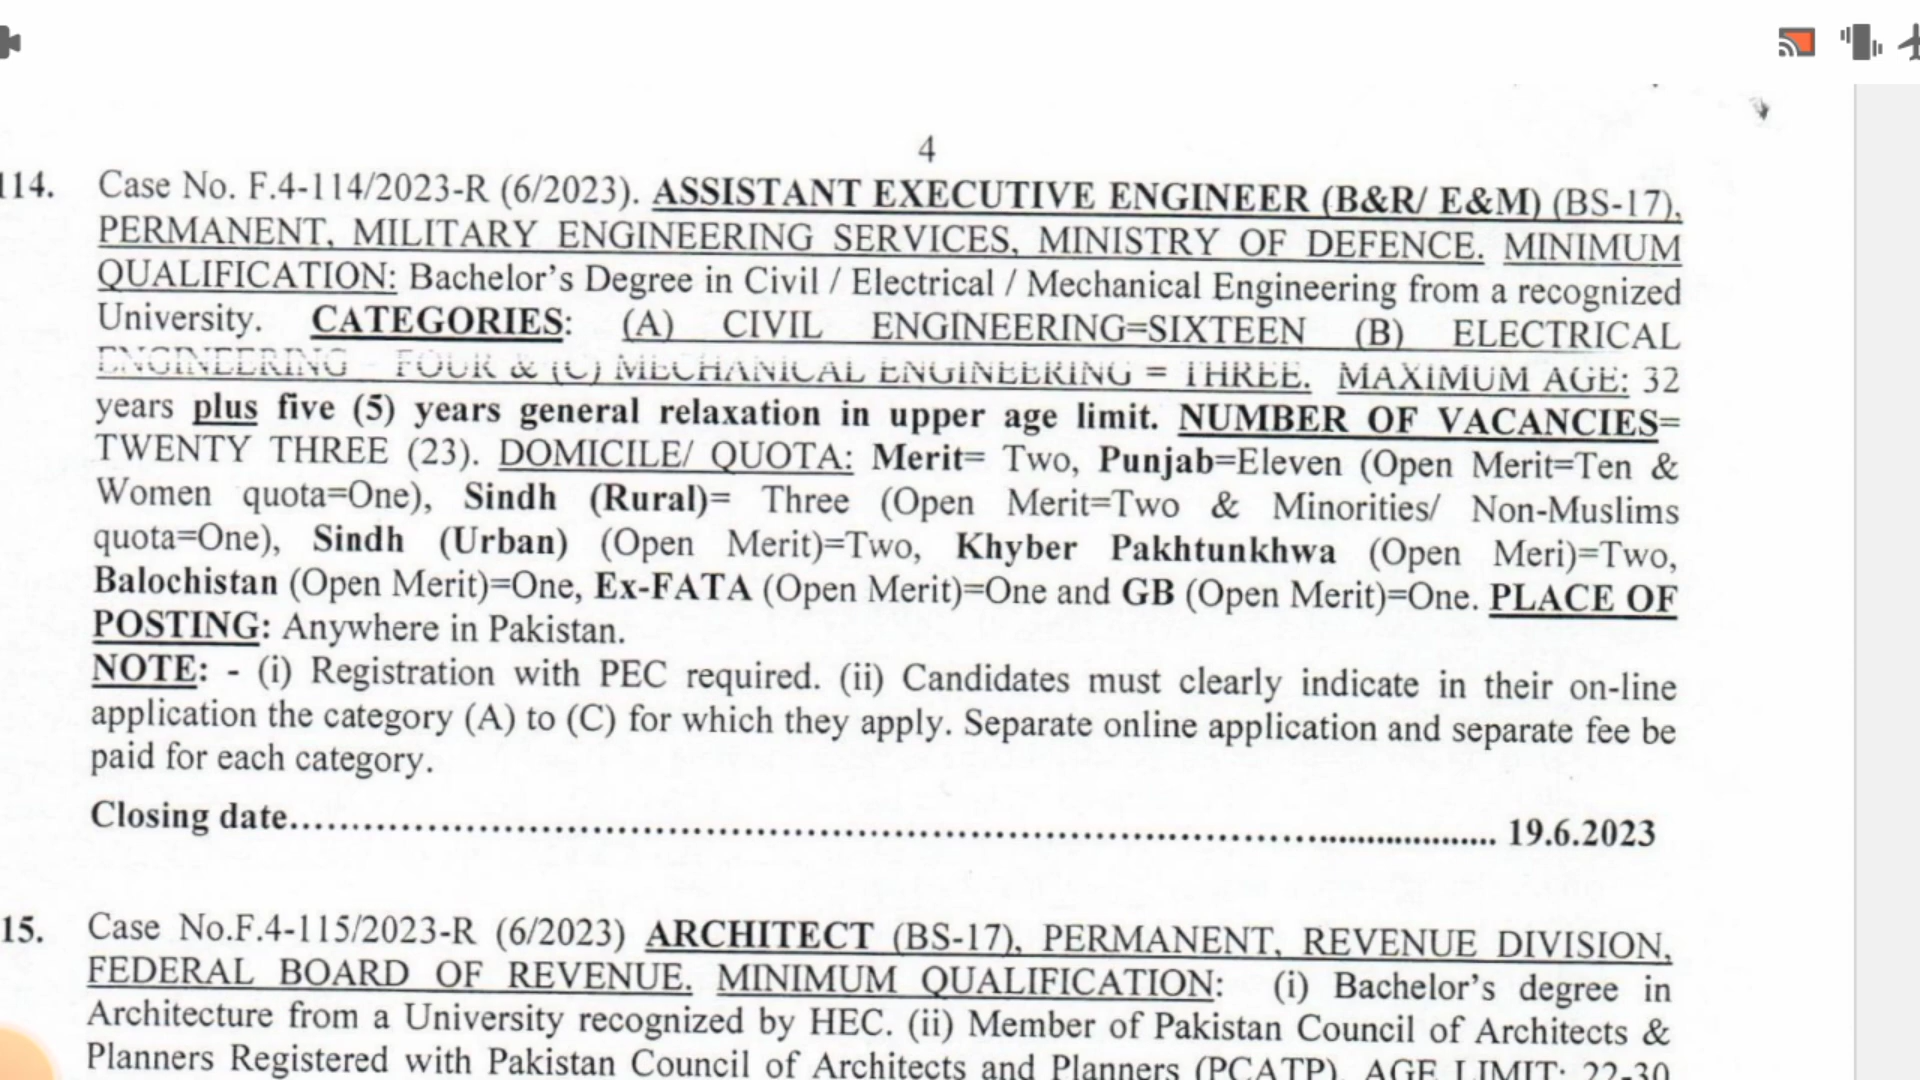 4
114. Case No. F.4-114/2023-R (6/2023). ASSISTANT EXECUTIVE ENGINEER (B&R/ E&M) (BS-17),
PERMANENT, MILITARY ENGINEERING SERVICES, MINISTRY OF DEFENCE. MINIMUM
QUALIFICATION: Bachelor's Degree in Civil / Electrical / Mechanical Engineering from a recognized
University. CATEGORIES: (A) CIVIL ENGINEERING=SIXTEEN (B) ELECTRICAL
ENGINEERING = FOUR & (C) MECHANICAL ENGINEERING = THREE. MAXIMUM AGE: 32
years plus five (5) years general relaxation in upper age limit. NUMBER OF VACANCIES=
TWENTY THREE (23). DOMICILE/ QUOTA: Merit= Two, Punjab=Eleven (Open Merit=Ten &
Women quota=One), Sindh (Rural)= Three (Open Merit=Two & Minorities/ Non-Muslims
quota=One), Sindh (Urban) (Open Merit)=Two, Khyber Pakhtunkhwa (Open Meri)=Two,
Balochistan (Open Merit)=One, Ex-FATA (Open Merit)=One and GB (Open Merit)=One. PLACE OF
POSTING: Anywhere in Pakistan.
NOTE: - (i) Registration with PEC required. (ii) Candidates must clearly indicate in their on-line
application the category (A) to (C) for which they apply. Separate online application and separate fee be
paid for each category.
Closing date.......................................................................................... 19.6.2023
15. Case No.F.4-115/2023-R (6/2023) ARCHITECT (BS-17), PERMANENT, REVENUE DIVISION,
FEDERAL BOARD OF REVENUE. MINIMUM QUALIFICATION: (i) Bachelor's degree in
Architecture from a University recognized by HEC. (ii) Member of Pakistan Council of Architects &
Planners Registered with Pakistan Council of Architects and Planners (PCATP). AGE LIMIT: 22-30